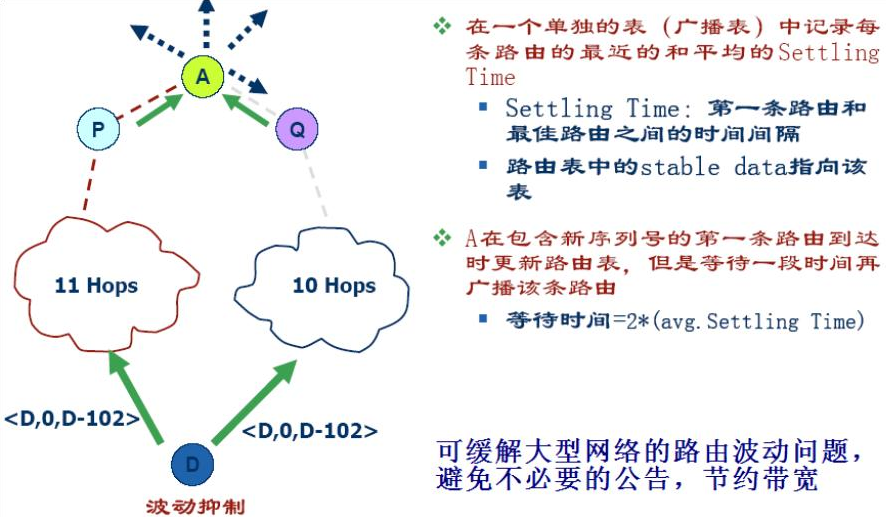 A
P
Q
11 Hops
10 Hops
<D,0,D-102>
<D,0,D-102>
D
波动抑制
在一个单独的表（广播表）中记录每
条路由的最近的和平均的Settling
Time
Settling Time: 第一条路由和
最佳路由之间的时间间隔
路由表中的stable data指向该
表
A在包含新序列号的第一条路由到达
时更新路由表，但是等待一段时间再
广播该条路由
等待时间=2*(avg.Settling Time)
可缓解大型网络的路由波动问题，
避免不必要的公告，节约带宽